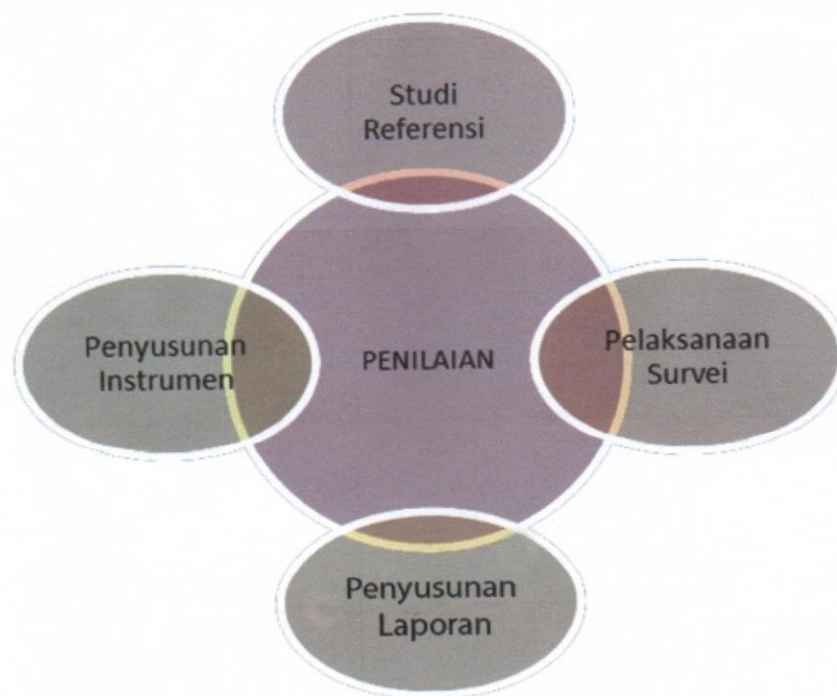 Studi
Referensi
Penyusunan
Instrumen
PENILAIAN
Pelaksanaan
Survei
Penyusunan
Laporan